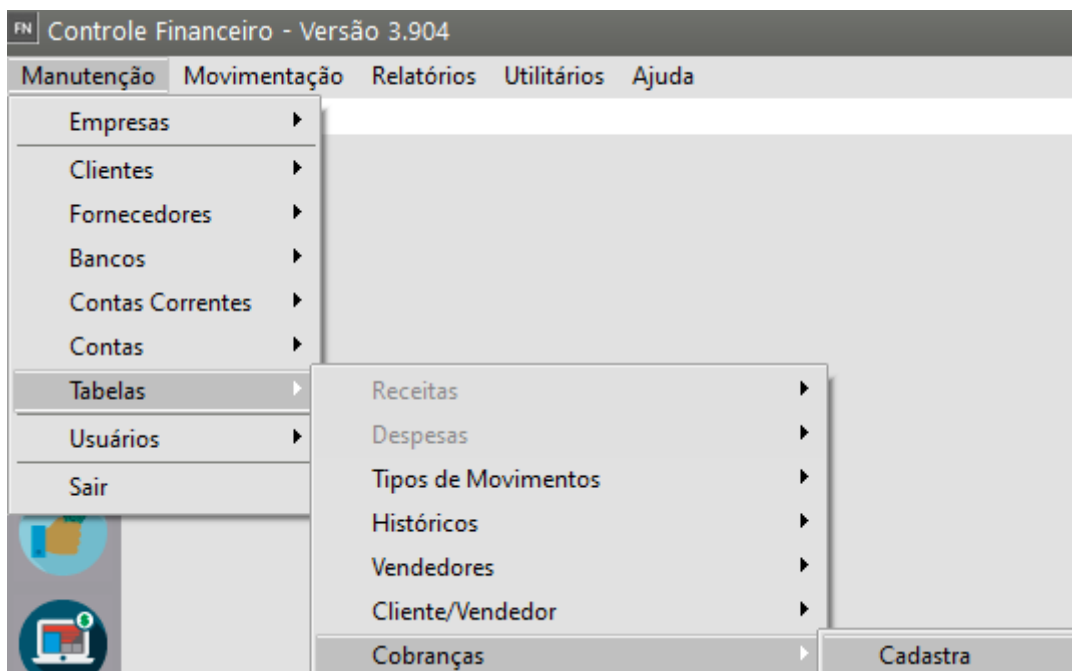 FN Controle Financeiro - Versão 3.904
Manutenção Movimentação Relatórios Utilitários Ajuda
Empresas
Clientes
Fornecedores
Bancos
Contas Correntes
Contas
Tabelas
Usuários
Sair
Receitas
Despesas
Tipos de Movimentos
Históricos
Vendedores
Cliente/Vendedor
Cobranças
Cadastra